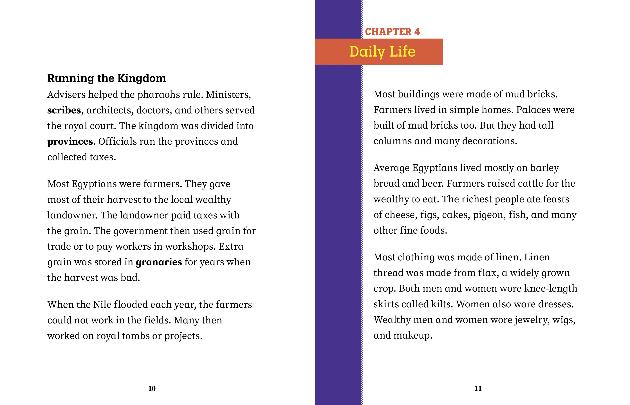 Running the Kingdom
Advisers helped the pharaohs rule. Ministers,
scribes, architects, doctors, and others served
the royal court. The kingdom was divided into
provinces. Officials ran the provinces and
collected taxes.
Most Egyptians were farmers. They gave
most of their harvest to the local wealthy
landowner. The landowner paid taxes with
the grain. The government then used grain for
trade or to pay workers in workshops. Extra
grain was stored in granaries for years when
the harvest was bad.
When the Nile flooded each year, the farmers
could not work in the fields. Many then
worked on royal tombs or projects.
10
CHAPTER 4
Daily Life
Most buildings were made of mud bricks.
Farmers lived in simple homes. Palaces were
built of mud bricks too. But they had tall
columns and many decorations.
Average Egyptians lived mostly on barley
bread and beer. Farmers raised cattle for the
wealthy to eat. The richest people ate feasts
of cheese, figs, cakes, pigeon, fish, and many
other fine foods.
Most clothing was made of linen. Linen
thread was made from flax, a widely grown
crop. Both men and women wore knee-length
skirts called kilts. Women also wore dresses.
Wealthy men and women wore jewelry, wigs,
and makeup.
11